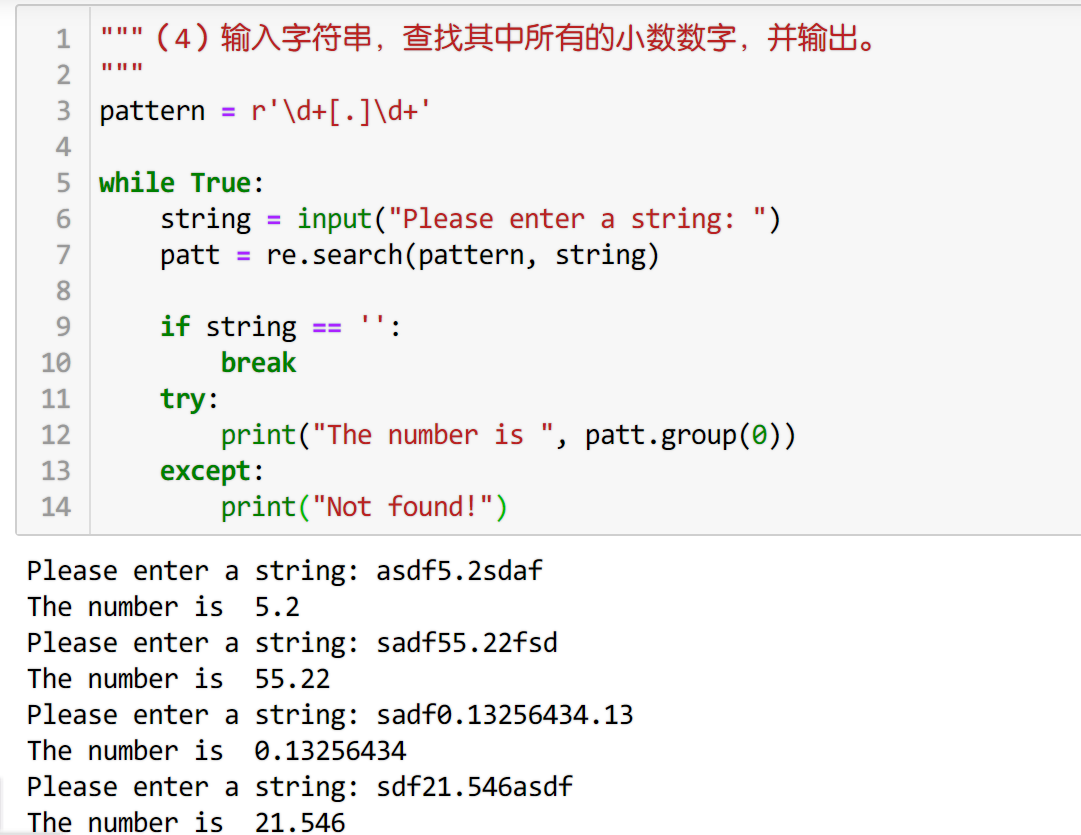 1 """（4）输入字符串，查找其中所有的小数数字，并输出。
2 """
3 pattern = r'\d+[.]\d+'
4
5 while True:
6     string = input("Please enter a string: ")
7     patt = re.search(pattern, string)
8
9     if string == '':
10         break
11     try:
12         print("The number is ", patt.group(0))
13     except:
14         print("Not found!")
Please enter a string: asdf5.2sdaf
The number is  5.2
Please enter a string: sadf55.22fsd
The number is  55.22
Please enter a string: sadf0.13256434.13
The number is  0.13256434
Please enter a string: sdf21.546asdf
The number is  21.546